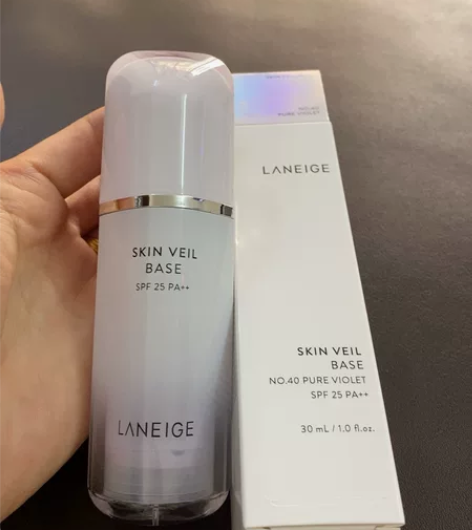 SKIN VEIL
BASE
SPF 25 PA++
LANEIGE
NO.40
PURE VIOLET
LANEIGE
SKIN VEIL
BASE
NO.40 PURE VIOLET
SPF 25 PA++
30 mL / 1.0 fl.oz.